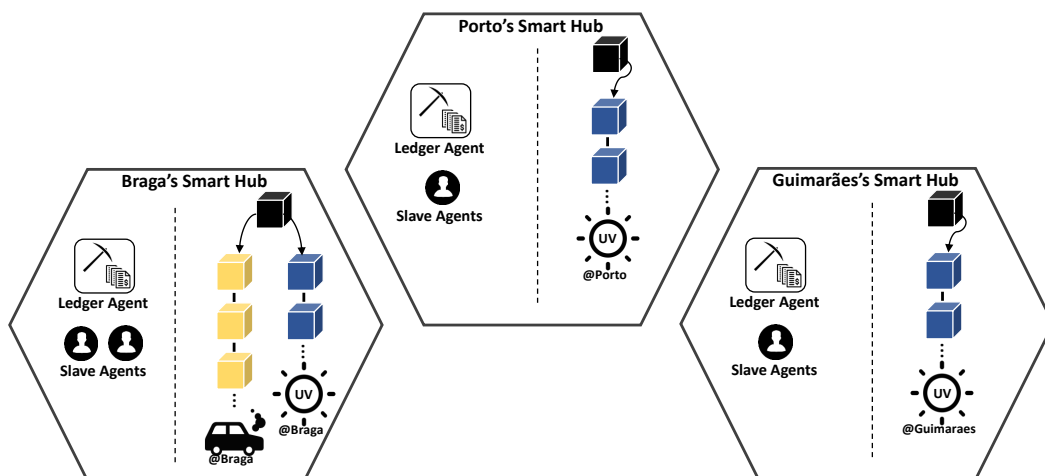 Porto's Smart Hub
Ledger Agent
Slave Agents
UV
@Porto
Braga's Smart Hub
Ledger Agent
Slave Agents
UV
@Braga
@Braga
Guimarães's Smart Hub
Ledger Agent
Slave Agents
UV
@Guimaraes